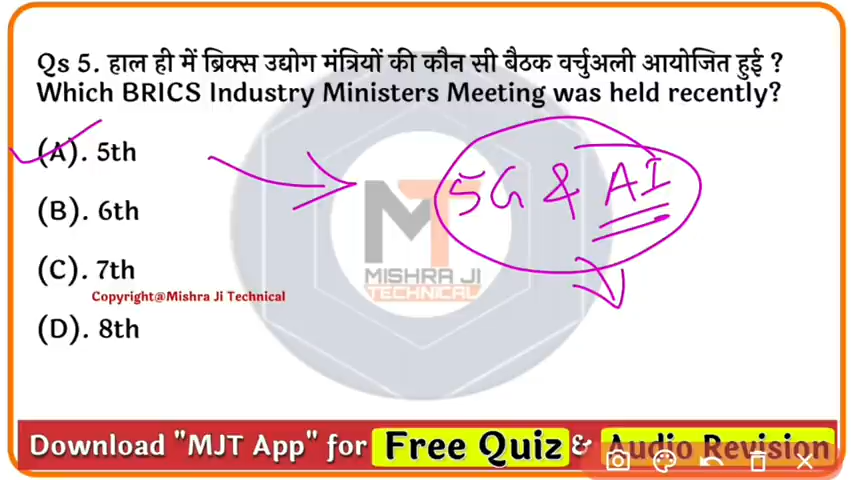 Qs 5. हाल ही में ब्रिक्स उद्योग मंत्रियों की कौन सी बैठक वर्चुअली आयोजित हुई ?
Which BRICS Industry Ministers Meeting was held recently?
(A). 5th
5G & AI
(B). 6th
(C). 7th
MISHRA JI
TECHNICAL
Copyright@Mishra Ji Technical
(D). 8th
Download "MJT App" for Free Quiz & Audio Revision